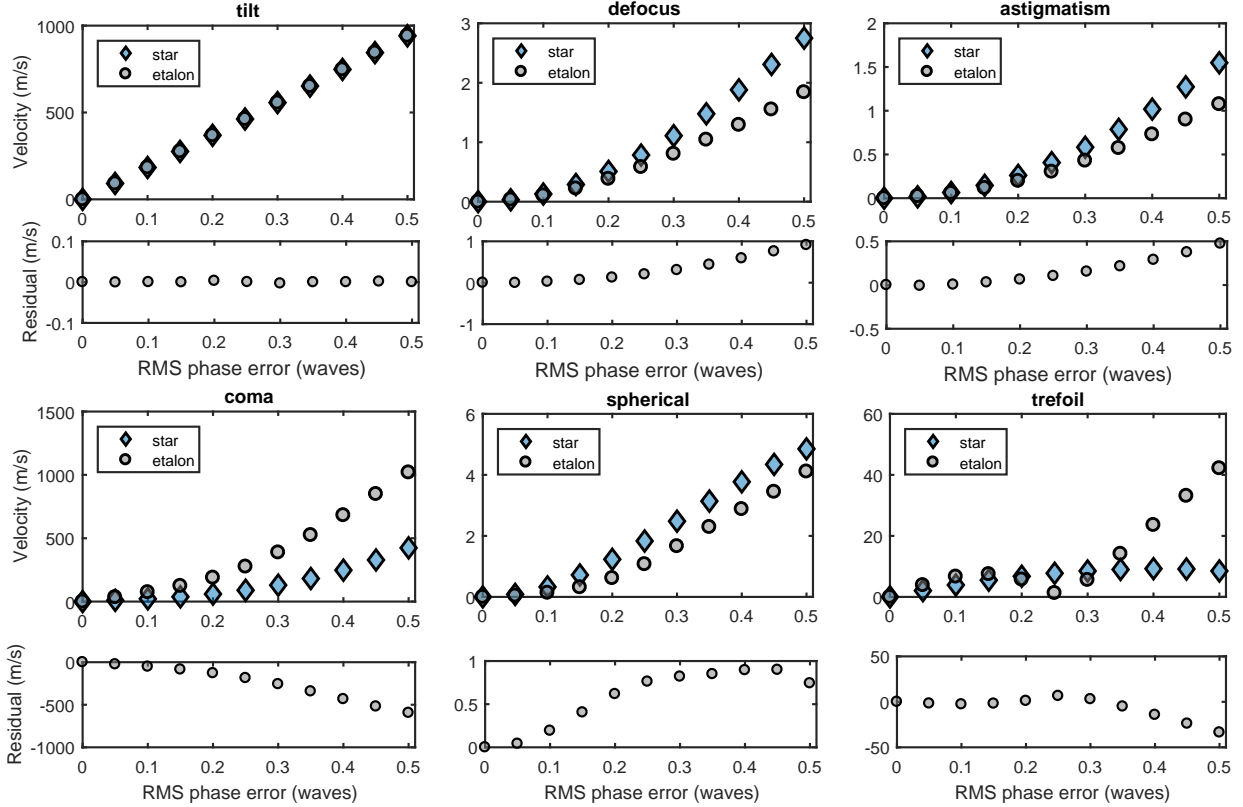 tilt
defocus
astigmatism
Velocity (m/s)
1000
500
0
star
etalon
0 0.1 0.2 0.3 0.4 0.5
3
2
1
0
star
etalon
0 0.1 0.2 0.3 0.4 0.5
2
1.5
1
0.5
0
star
etalon
0 0.1 0.2 0.3 0.4 0.5
Residual (m/s)
0.1
0
-0.1
0 0.1 0.2 0.3 0.4 0.5
RMS phase error (waves)
1
0
-1
0 0.1 0.2 0.3 0.4 0.5
RMS phase error (waves)
0.5
0
-0.5
0 0.1 0.2 0.3 0.4 0.5
RMS phase error (waves)
coma
spherical
trefoil
Velocity (m/s)
1500
1000
500
0
star
etalon
0 0.1 0.2 0.3 0.4 0.5
6
4
2
0
star
etalon
0 0.1 0.2 0.3 0.4 0.5
60
40
20
0
star
etalon
0 0.1 0.2 0.3 0.4 0.5
Residual (m/s)
0
-500
-1000
0 0.1 0.2 0.3 0.4 0.5
RMS phase error (waves)
1
0.5
0
0 0.1 0.2 0.3 0.4 0.5
RMS phase error (waves)
50
0
-50
0 0.1 0.2 0.3 0.4 0.5
RMS phase error (waves)